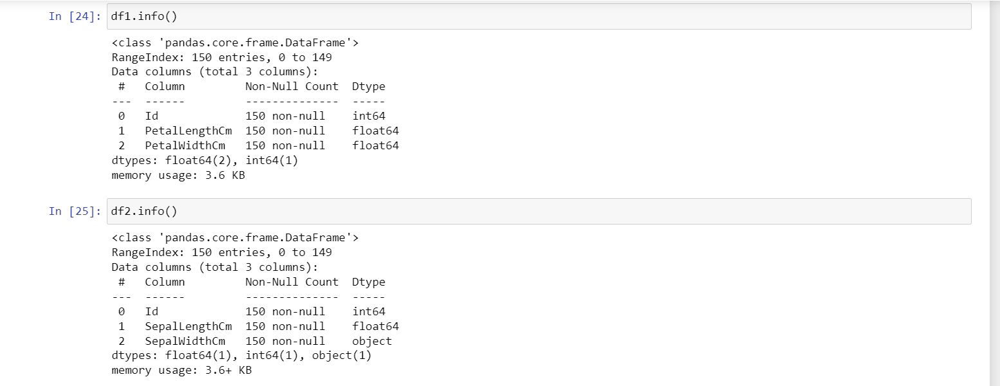 In [24]: df1.info()
<class 'pandas.core.frame.DataFrame'>
RangeIndex: 150 entries, 0 to 149
Data columns (total 3 columns):
 #   Column         Non-Null Count  Dtype
---  ------         --------------  -----
 0   Id             150 non-null    int64
 1   PetalLengthCm  150 non-null    float64
 2   PetalWidthCm   150 non-null    float64
dtypes: float64(2), int64(1)
memory usage: 3.6 KB
In [25]: df2.info()
<class 'pandas.core.frame.DataFrame'>
RangeIndex: 150 entries, 0 to 149
Data columns (total 3 columns):
 #   Column         Non-Null Count  Dtype
---  ------         --------------  -----
 0   Id             150 non-null    int64
 1   SepalLengthCm  150 non-null    float64
 2   SepalWidthCm   150 non-null    object
dtypes: float64(1), int64(1), object(1)
memory usage: 3.6+ KB